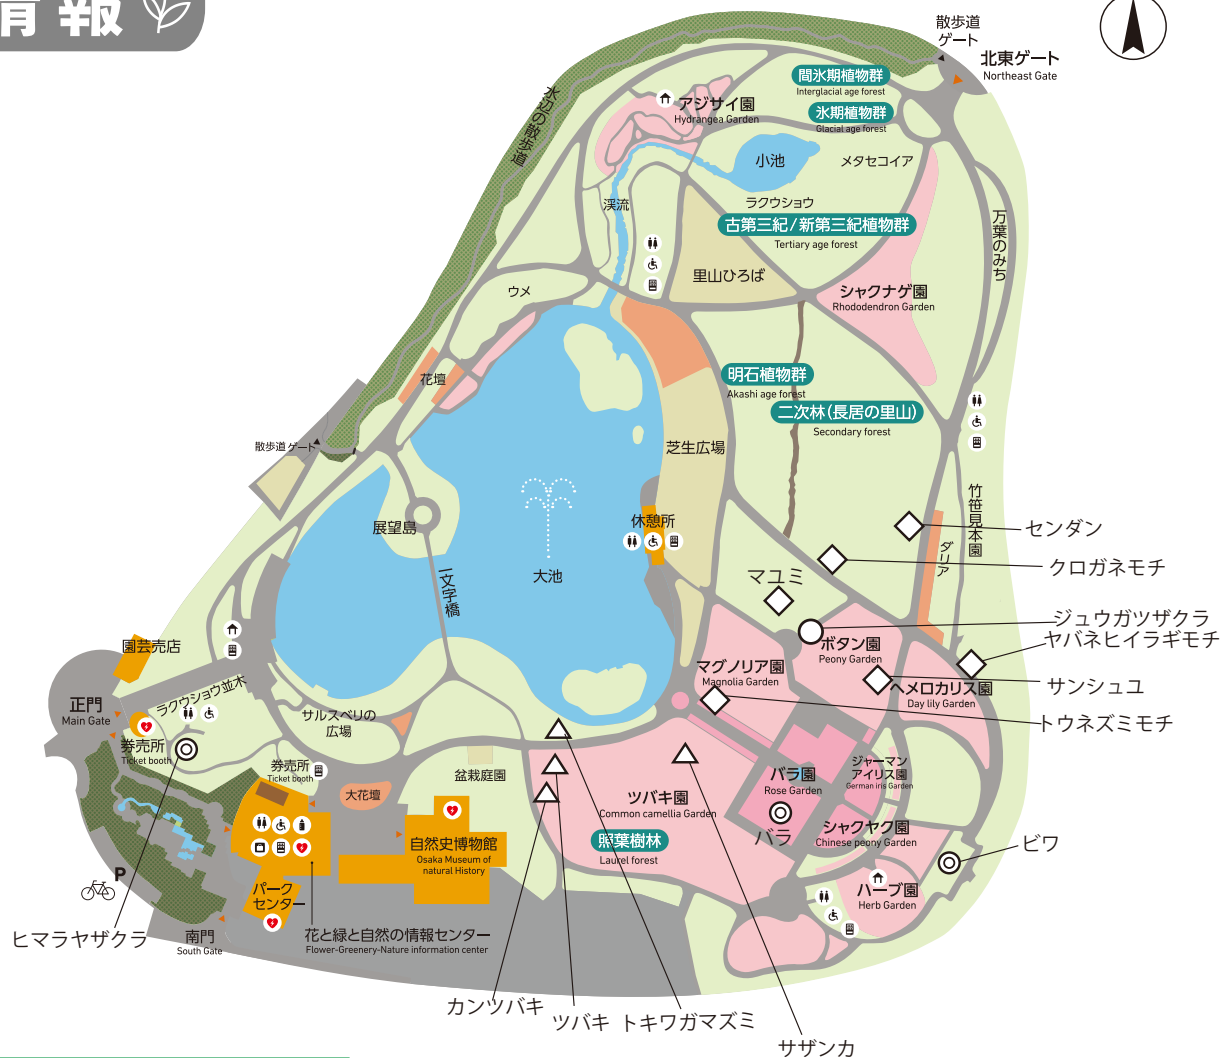 情報
散歩道
ゲート
北東ゲート
Northeast Gate
間氷期植物群
Interglacial age forest
氷期植物群
Glacial age forest
アジサイ園
Hydrangea Garden
水辺の散歩道
小池
メタセコイア
渓流
ラクウショウ
古第三紀/新第三紀植物群
Tertiary age forest
万葉のみち
里山ひろば
ウメ
シャクナゲ園
Rhododendron Garden
花壇
明石植物群
Akashi age forest
二次林(長居の里山)
Secondary forest
散歩道ゲート
芝生広場
竹笹見本園
展望島
休憩所
センダン
ダリア
クロガネモチ
一文字橋
大池
マユミ
ジュウガツザクラ
ヤバネヒイラギモチ
園芸売店
ボタン園
Peony Garden
マグノリア園
Magnolia Garden
サンシュユ
ヘメロカリス園
Day lily Garden
ラクウショウ並木
正門
Main Gate
サルスベリの
広場
トウネズミモチ
券売所
Ticket booth
券売所
Ticket booth
盆栽庭園
バラ園
Rose Garden
ジャーマン
アイリス園
German iris Garden
大花壇
ツバキ園
Common camellia Garden
シャクヤク園
Chinese peony Garden
バラ
照葉樹林
Laurel forest
自然史博物館
Osaka Museum of
natural History
ビワ
P
パーク
センター
ハーブ園
Herb Garden
ヒマラヤザクラ
南門
South Gate
花と緑と自然の情報センター
Flower-Greenery-Nature information center
カンツバキ
ツバキ
トキワガマズミ
サザンカ